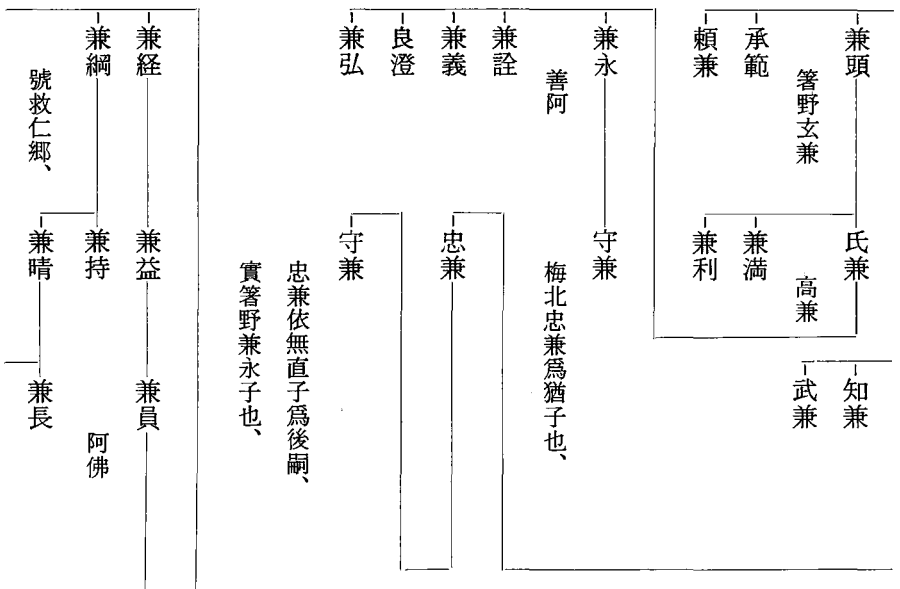 兼頭
箸野玄兼
承範
頼兼
氏兼
高兼
兼満
兼利
知兼
武兼
兼永
善阿
兼詮
兼義
良澄
兼弘
守兼
梅北忠兼爲猶子也、
忠兼
守兼
忠兼依無直子爲後嗣、
實箸野兼永子也、
兼経
兼綱
號救仁郷、
兼益
兼持
兼晴
兼員
阿佛
兼長